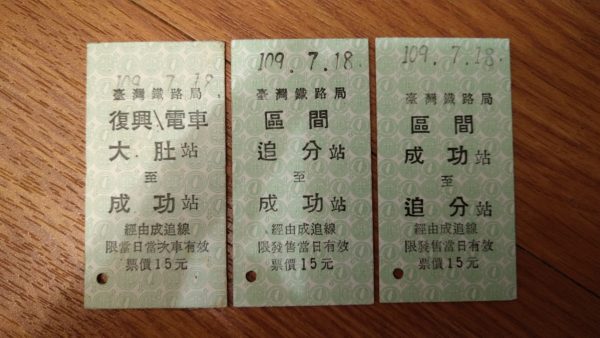 109.7.18
臺灣鐵路局
復興\電車
大肚站
至
成功站
經由成追線
限當日當次車有效
票價15元
109.7.18
臺灣鐵路局
區間
追分站
至
成功站
經由成追線
限發售當日有效
票價15元
109.7.18.
臺灣鐵路局
區間
成功站
至
追分站
經由成追線
限發售當日有效
票價15元